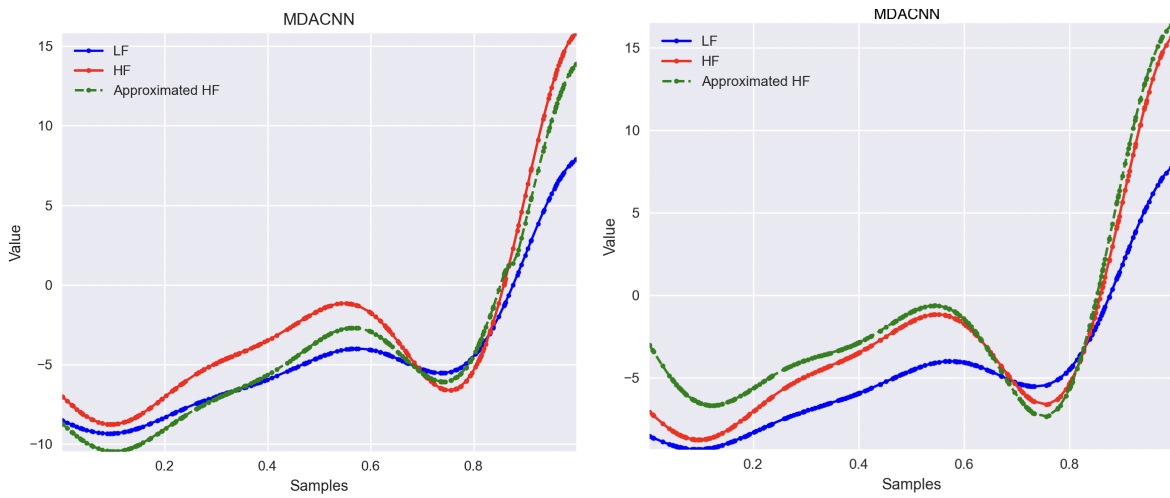 MDACNN
LF
HF
Approximated HF
15
10
5
0
−5
−10
Value
0.2
0.4
0.6
0.8
Samples
MDACNN
LF
HF
Approximated HF
15
10
5
0
−5
Value
0.2
0.4
0.6
0.8
Samples